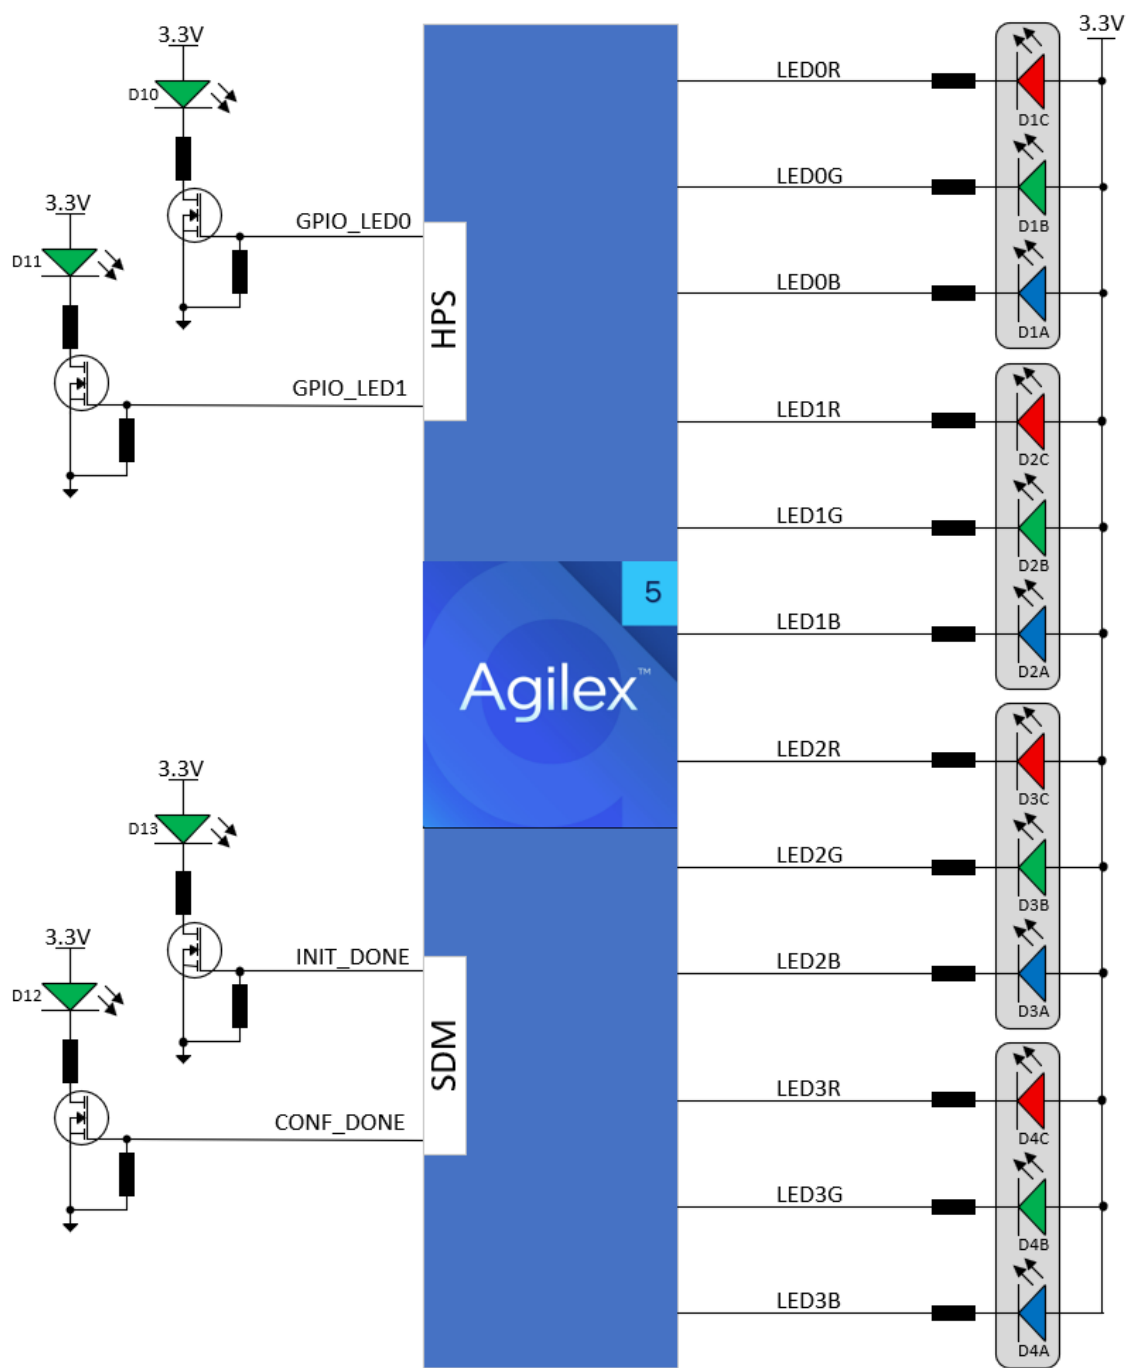 3.3V
D10
GPIO_LED0
3.3V
D11
GPIO_LED1
HPS
3.3V
D13
INIT_DONE
3.3V
D12
CONF_DONE
SDM
5
Agilex™
3.3V
LED0R
D1C
LED0G
D1B
LED0B
D1A
LED1R
D2C
LED1G
D2B
LED1B
D2A
LED2R
D3C
LED2G
D3B
LED2B
D3A
LED3R
D4C
LED3G
D4B
LED3B
D4A